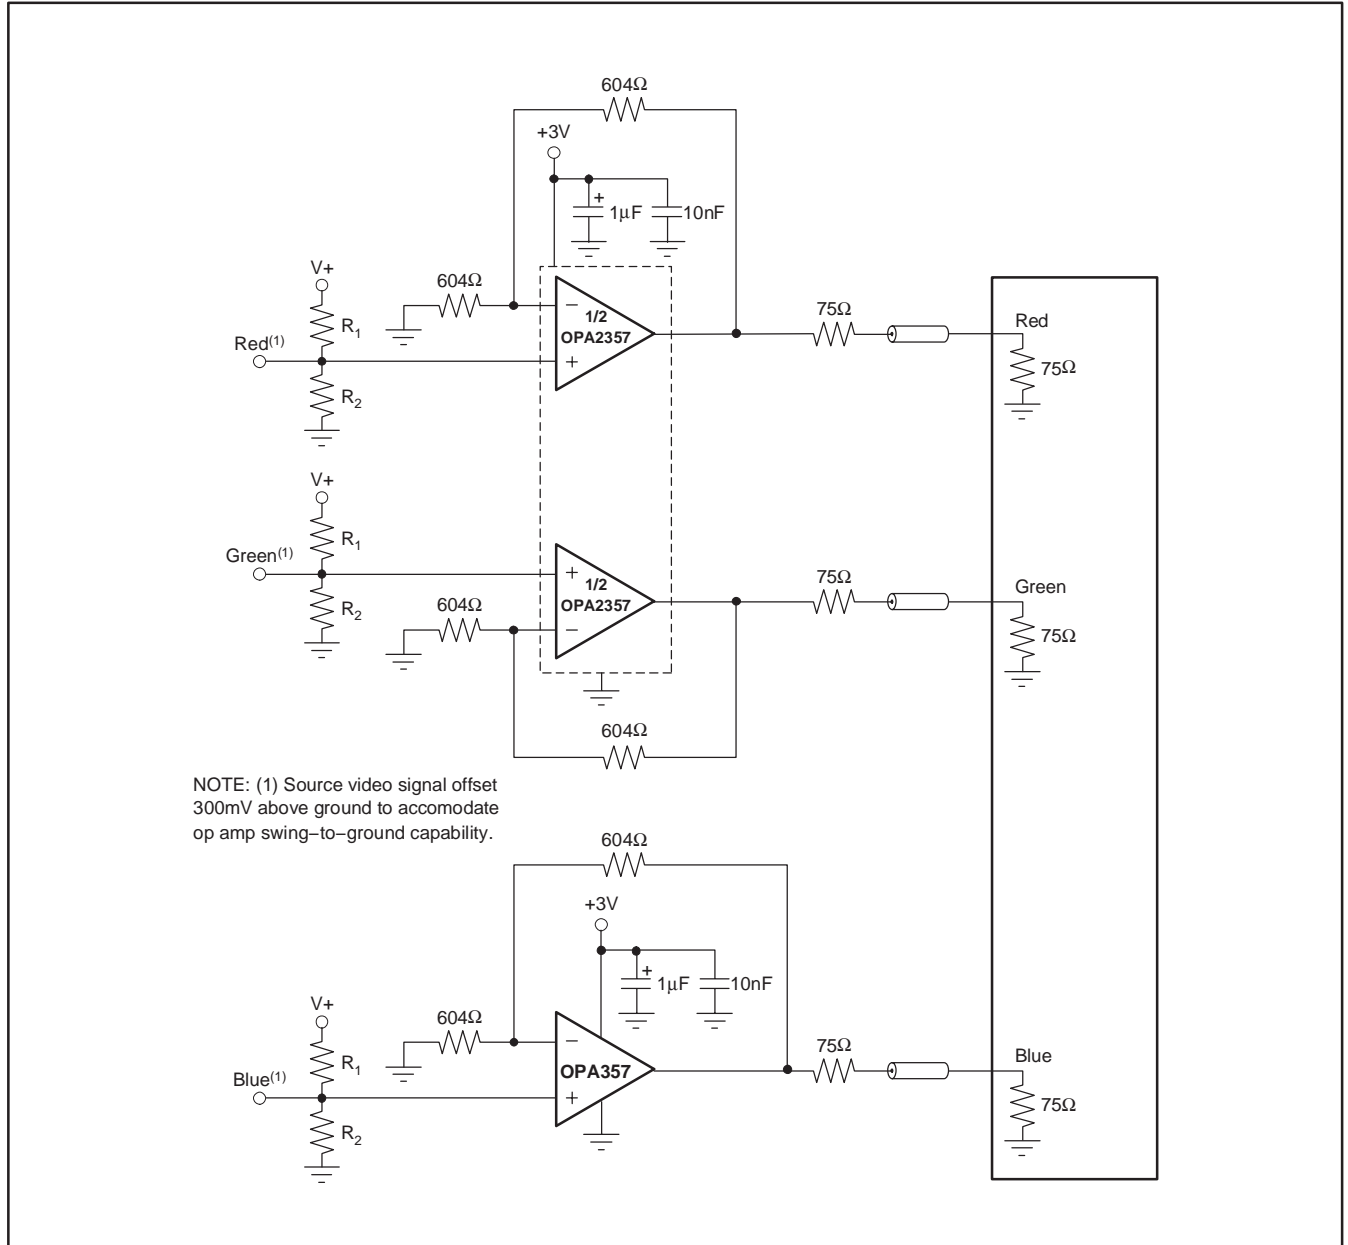 604Ω
+3V
+
1μF
10nF
V+
604Ω
R1
Red(1)
R2
−
1/2
OPA2357
+
75Ω
Red
75Ω
V+
R1
Green(1)
R2
+
1/2
OPA2357
−
604Ω
75Ω
Green
75Ω
604Ω
NOTE: (1) Source video signal offset
300mV above ground to accomodate
op amp swing−to−ground capability.
604Ω
+3V
+
1μF
10nF
V+
604Ω
R1
Blue(1)
R2
−
OPA357
+
75Ω
Blue
75Ω